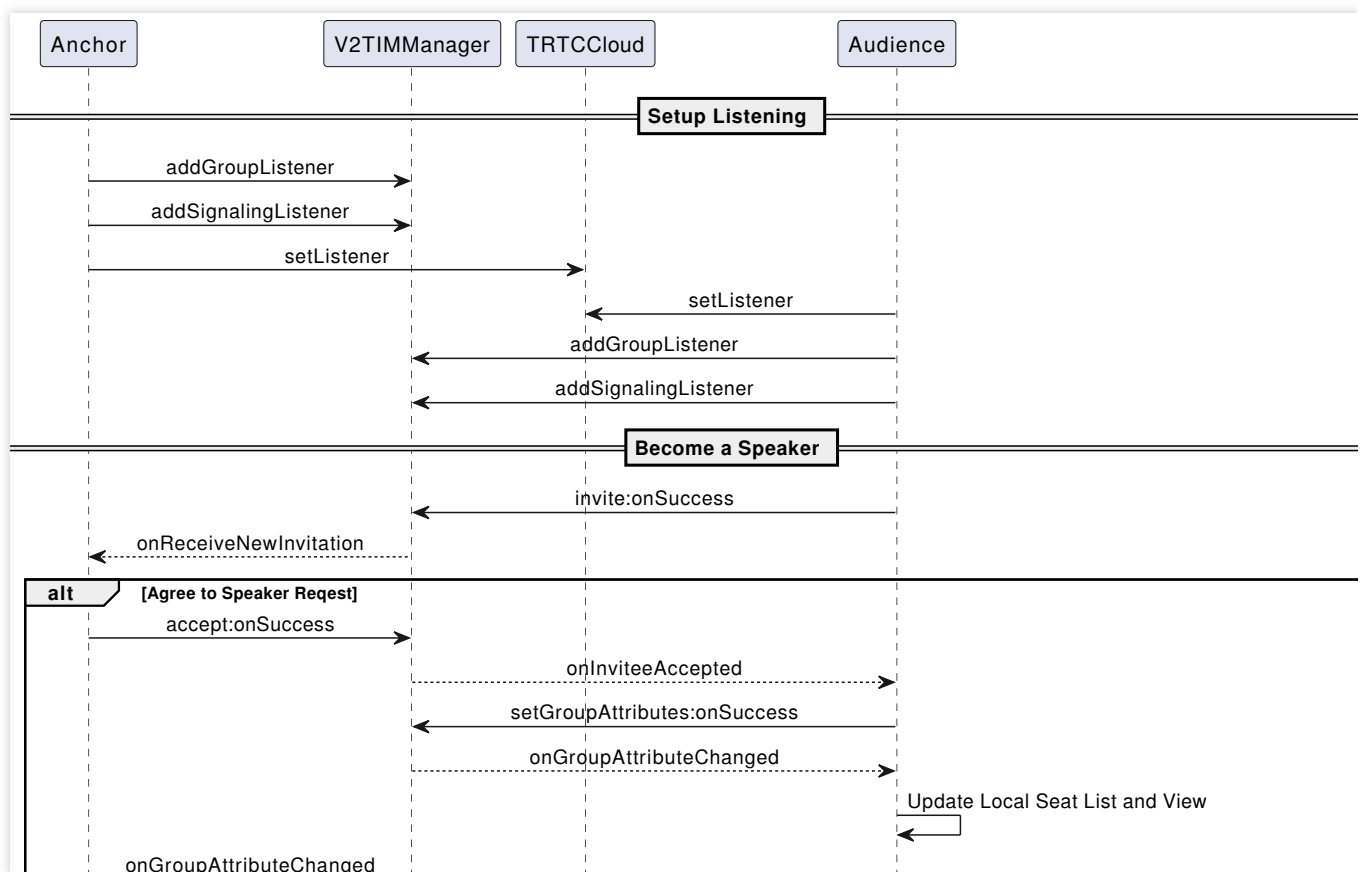 Anchor
V2TIMManager
TRTCCloud
Audience
Setup Listening
addGroupListener
addSignalingListener
setListener
setListener
addGroupListener
addSignalingListener
Become a Speaker
invite:onSuccess
onReceiveNewInvitation
alt
[Agree to Speaker Reqest]
accept:onSuccess
onInviteeAccepted
setGroupAttributes:onSuccess
onGroupAttributeChanged
Update Local Seat List and View
onGroupAttributeChanged